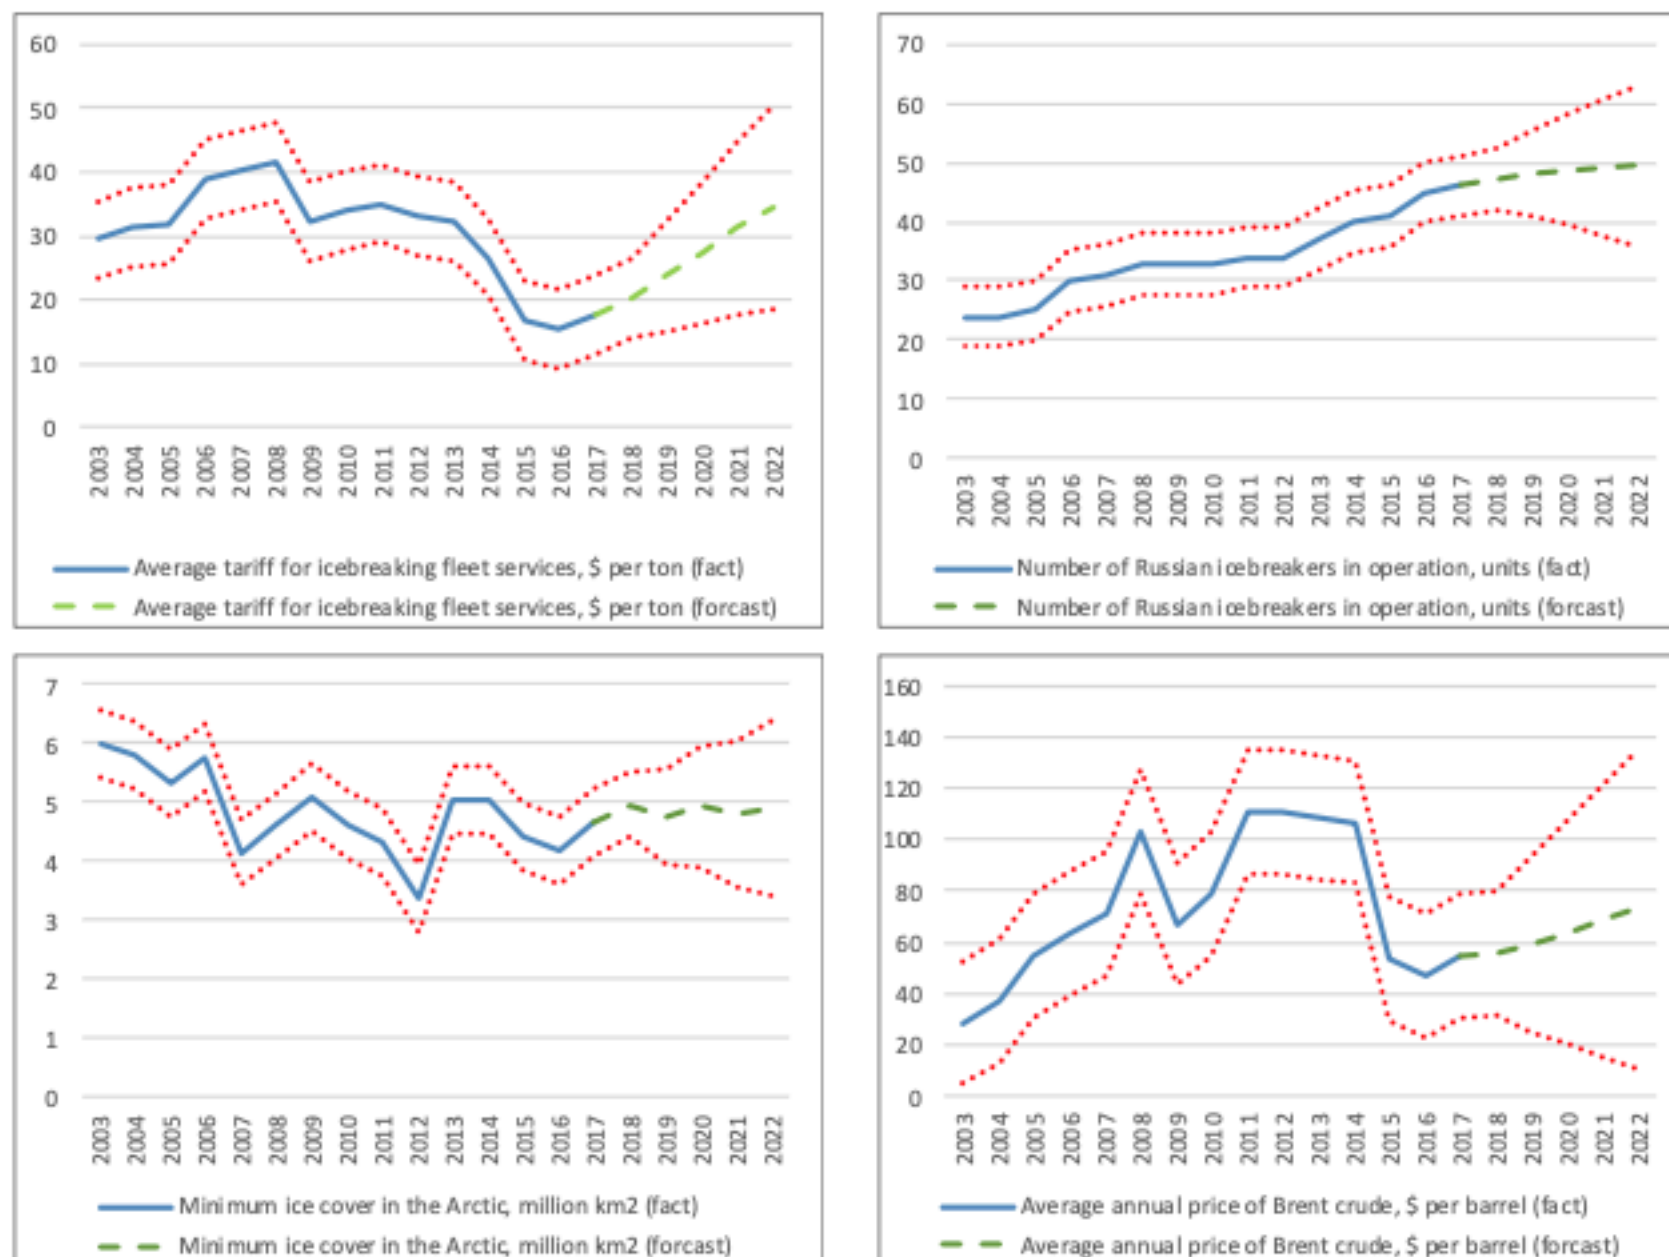 60
50
40
30
20
10
0
2003 2004 2005 2006 2007 2008 2009 2010 2011 2012 2013 2014 2015 2016 2017 2018 2019 2020 2021 2022
Average tariff for icebreaking fleet services, $ per ton (fact)
Average tariff for icebreaking fleet services, $ per ton (forcast)
70
60
50
40
30
20
10
0
2003 2004 2005 2006 2007 2008 2009 2010 2011 2012 2013 2014 2015 2016 2017 2018 2019 2020 2021 2022
Number of Russian icebreakers in operation, units (fact)
Number of Russian icebreakers in operation, units (forcast)
7
6
5
4
3
2
1
0
2003 2004 2005 2006 2007 2008 2009 2010 2011 2012 2013 2014 2015 2016 2017 2018 2019 2020 2021 2022
Minimum ice cover in the Arctic, million km2 (fact)
Minimum ice cover in the Arctic, million km2 (forcast)
160
140
120
100
80
60
40
20
0
2003 2004 2005 2006 2007 2008 2009 2010 2011 2012 2013 2014 2015 2016 2017 2018 2019 2020 2021 2022
Average annual price of Brent crude, $ per barrel (fact)
Average annual price of Brent crude, $ per barrel (forcast)